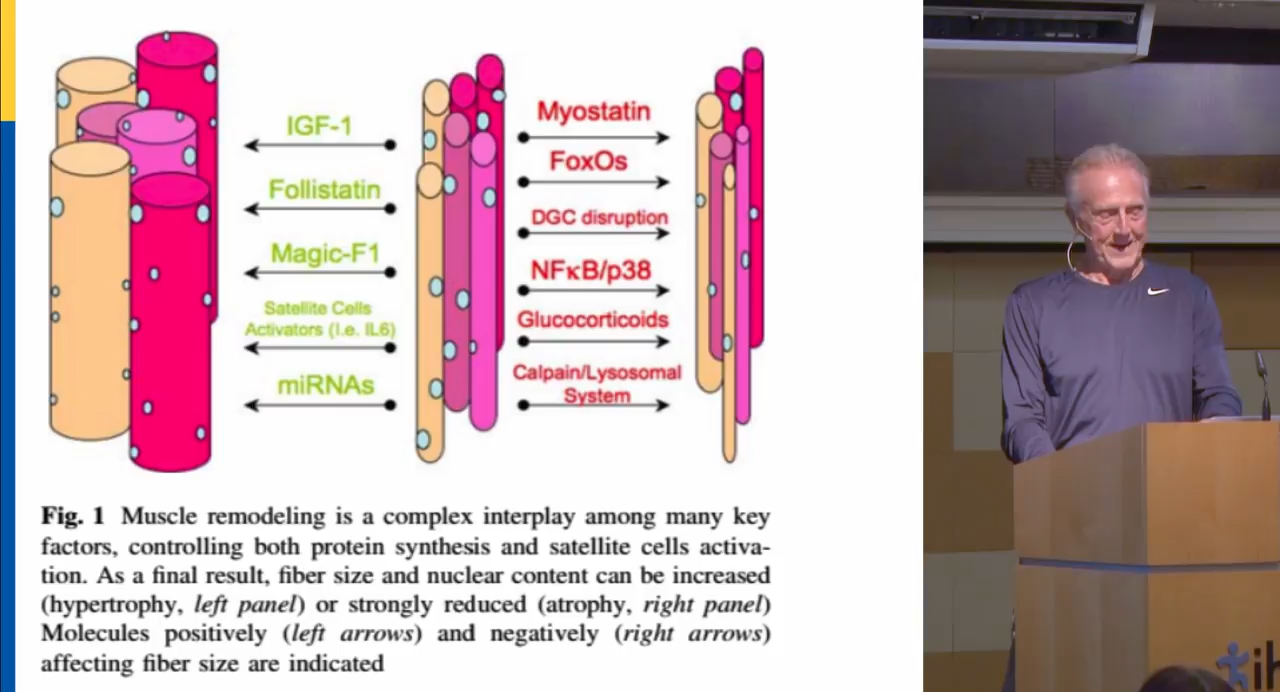 IGF-1
Follistatin
Magic-F1
Satellite Cells
Activators (I.e. IL6)
miRNAs
Myostatin
FoxOs
DGC disruption
NFκB/p38
Glucocorticoids
Calpain/Lysosomal
System
Fig. 1 Muscle remodeling is a complex interplay among many key
factors, controlling both protein synthesis and satellite cells activa-
tion. As a final result, fiber size and nuclear content can be increased
(hypertrophy, left panel) or strongly reduced (atrophy, right panel)
Molecules positively (left arrows) and negatively (right arrows)
affecting fiber size are indicated
ih